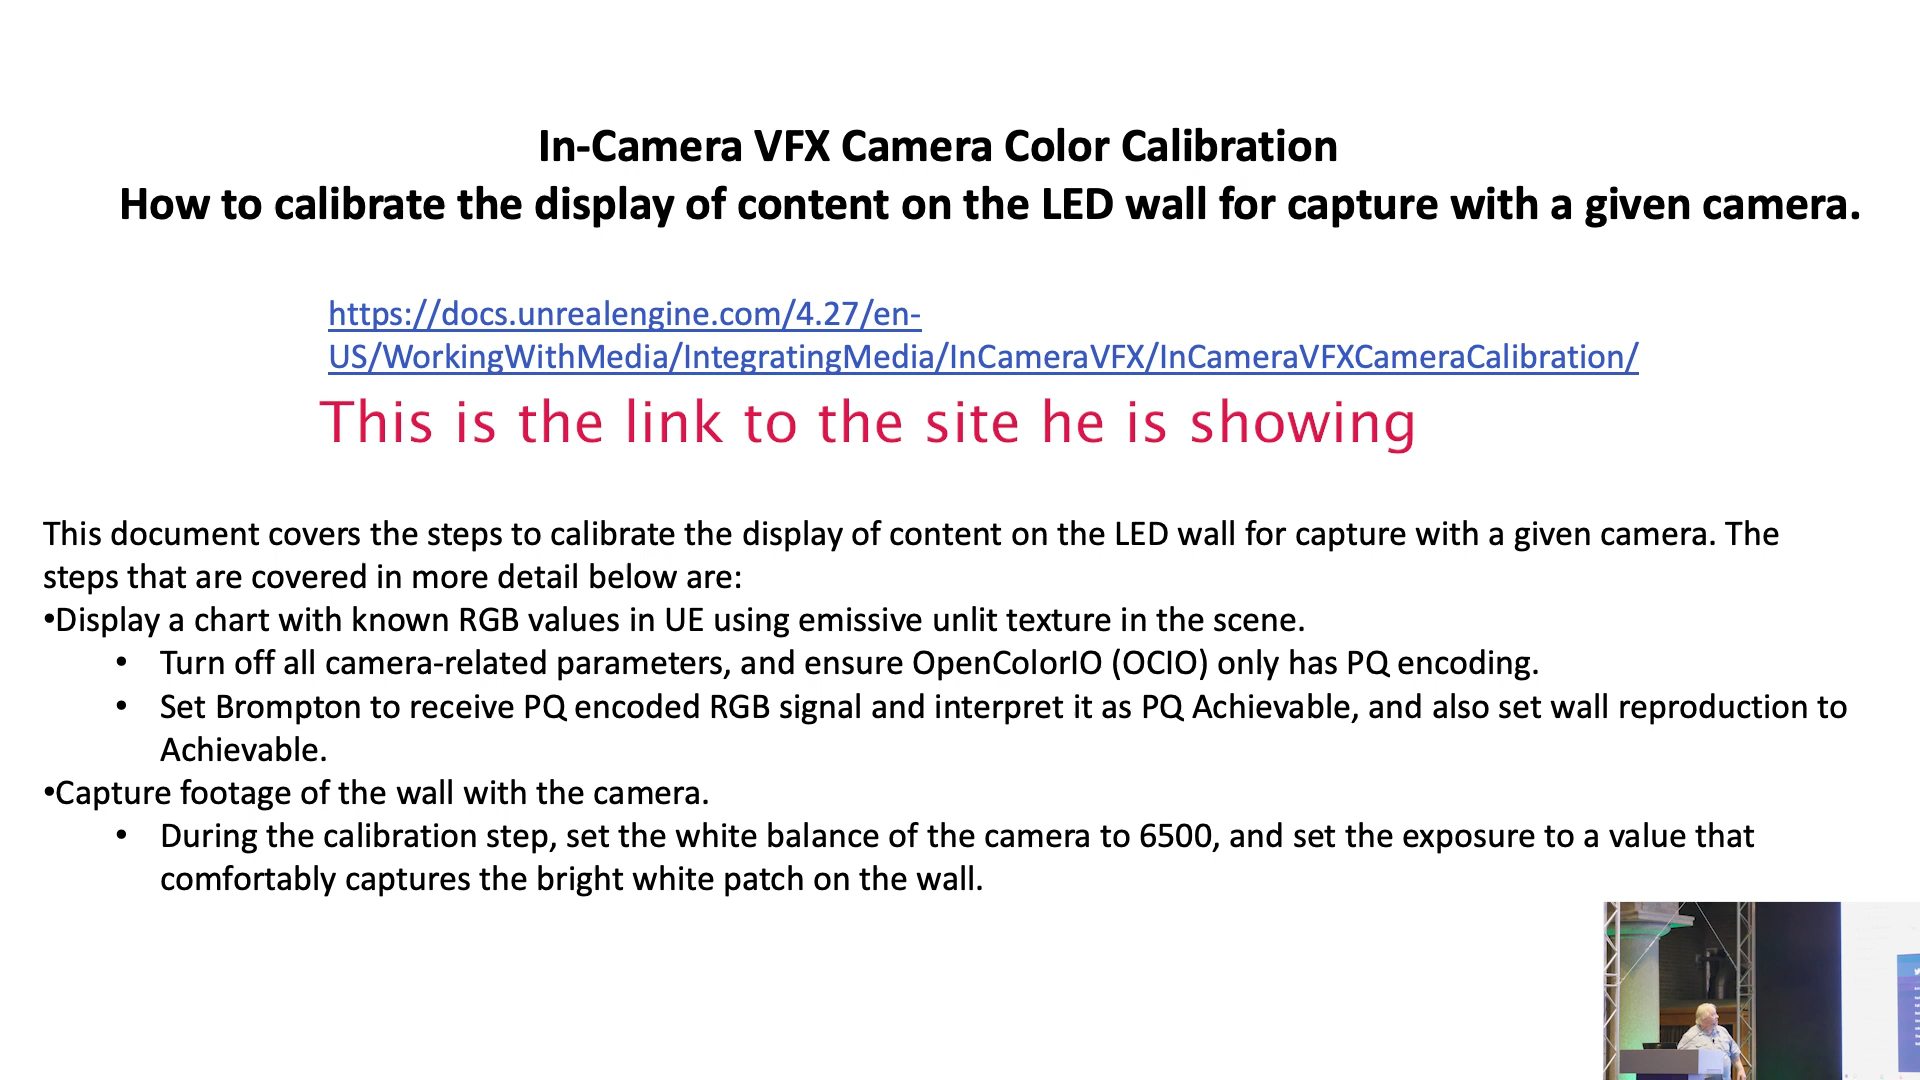 In-Camera VFX Camera Color Calibration
How to calibrate the display of content on the LED wall for capture with a given camera.
https://docs.unrealengine.com/4.27/en-
US/WorkingWithMedia/IntegratingMedia/InCameraVFX/InCameraVFXCameraCalibration/
This is the link to the site he is showing
This document covers the steps to calibrate the display of content on the LED wall for capture with a given camera. The
steps that are covered in more detail below are:
•Display a chart with known RGB values in UE using emissive unlit texture in the scene.
• Turn off all camera-related parameters, and ensure OpenColorIO (OCIO) only has PQ encoding.
• Set Brompton to receive PQ encoded RGB signal and interpret it as PQ Achievable, and also set wall reproduction to
Achievable.
•Capture footage of the wall with the camera.
• During the calibration step, set the white balance of the camera to 6500, and set the exposure to a value that
comfortably captures the bright white patch on the wall.